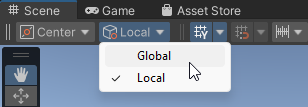 Scene Game Asset Store
Center Local Y
Global
Local